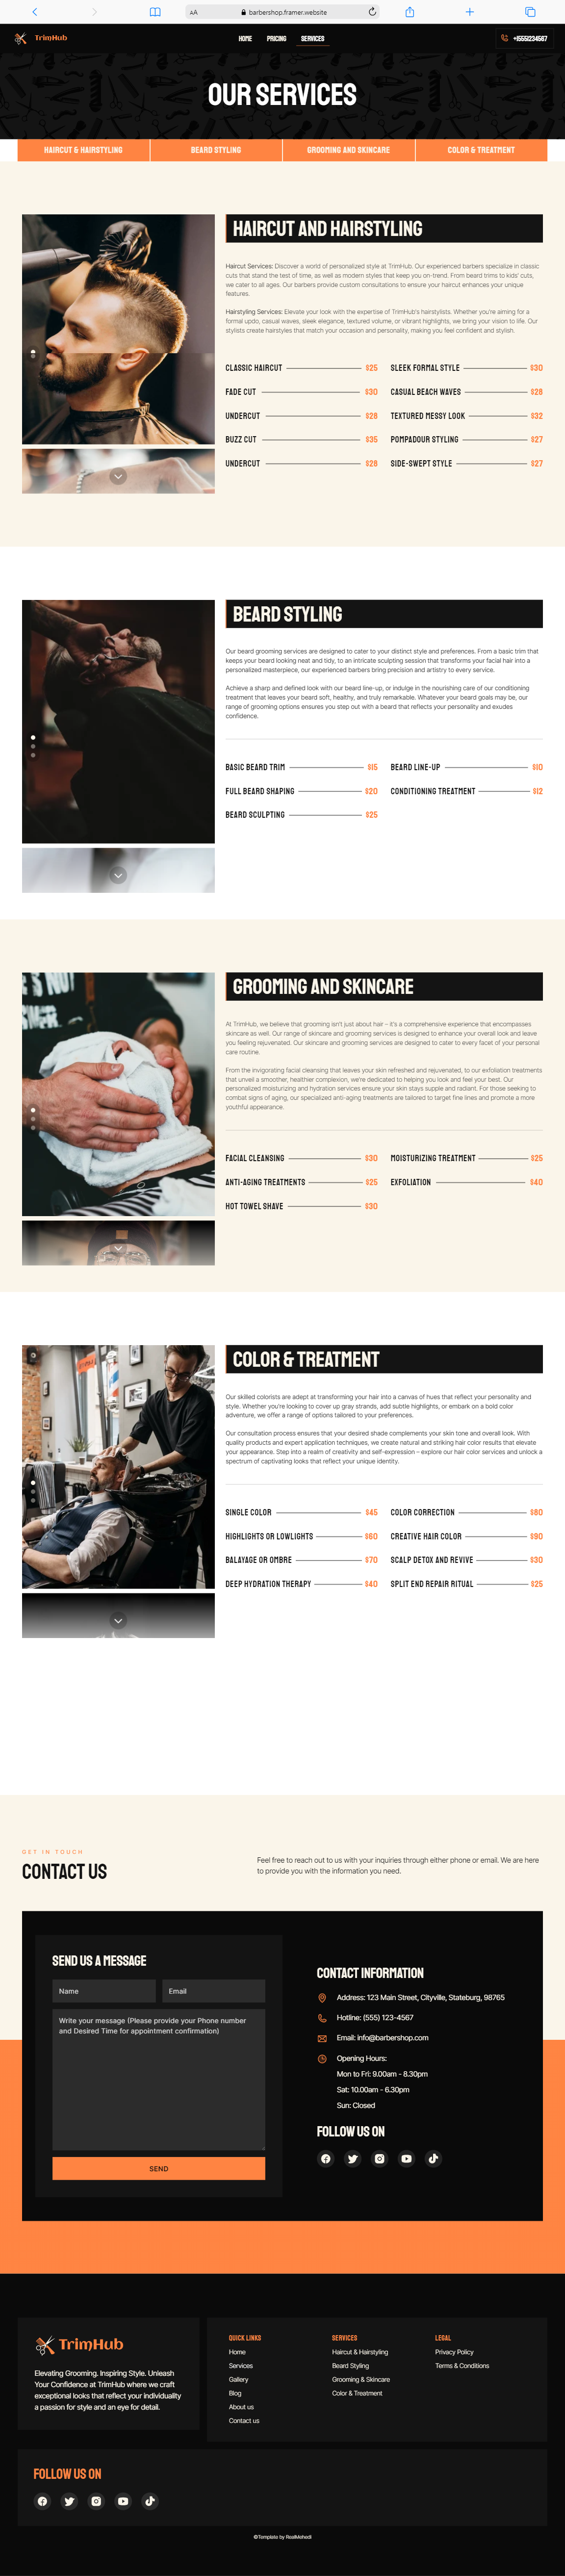 AA barbershop.framer.website
TrimHub
HOME PRICING SERVICES
+15551234567
OUR SERVICES
HAIRCUT & HAIRSTYLING BEARD STYLING GROOMING AND SKINCARE COLOR & TREATMENT
HAIRCUT AND HAIRSTYLING
Haircut Services: Discover a world of personalized style at TrimHub. Our experienced barbers specialize in classic
cuts that stand the test of time, as well as modern styles that keep you on-trend. From beard trims to kids' cuts,
we cater to all ages. Our barbers provide custom consultations to ensure your haircut enhances your unique
features.
Hairstyling Services: Elevate your look with the expertise of TrimHub's hairstylists. Whether you're aiming for a
formal updo, casual waves, sleek elegance, textured volume, or vibrant highlights, we bring your vision to life. Our
stylists create hairstyles that match your occasion and personality, making you feel confident and stylish.
CLASSIC HAIRCUT $25 SLEEK FORMAL STYLE $30
FADE CUT $30 CASUAL BEACH WAVES $28
UNDERCUT $28 TEXTURED MESSY LOOK $32
BUZZ CUT $35 POMPADOUR STYLING $27
UNDERCUT $28 SIDE-SWEPT STYLE $27
BEARD STYLING
Our beard grooming services are designed to cater to your distinct style and preferences. From a basic trim that
keeps your beard looking neat and tidy, to an intricate sculpting session that transforms your facial hair into a
personalized masterpiece, our experienced barbers bring precision and artistry to every service.
Achieve a sharp and defined look with our beard line-up, or indulge in the nourishing care of our conditioning
treatment that leaves your beard soft, healthy, and truly remarkable. Whatever your beard goals may be, our
range of grooming options ensures you step out with a beard that reflects your personality and exudes
confidence.
BASIC BEARD TRIM $15 BEARD LINE-UP $10
FULL BEARD SHAPING $20 CONDITIONING TREATMENT $12
BEARD SCULPTING $25
GROOMING AND SKINCARE
At TrimHub, we believe that grooming isn't just about hair – it's a comprehensive experience that encompasses
skincare as well. Our range of skincare and grooming services is designed to enhance your overall look and leave
you feeling rejuvenated. Our skincare and grooming services are designed to cater to every facet of your personal
care routine.
From the invigorating facial cleansing that leaves your skin refreshed and rejuvenated, to our exfoliation treatments
that unveil a smoother, healthier complexion, we're dedicated to helping you look and feel your best. Our
personalized moisturizing and hydration services ensure your skin stays supple and radiant. For those seeking to
combat signs of aging, our specialized anti-aging treatments are tailored to target fine lines and promote a more
youthful appearance.
FACIAL CLEANSING $30 MOISTURIZING TREATMENT $25
ANTI-AGING TREATMENTS $25 EXFOLIATION $40
HOT TOWEL SHAVE $30
COLOR & TREATMENT
Our skilled colorists are adept at transforming your hair into a canvas of hues that reflect your personality and
style. Whether you're looking to cover up gray strands, add subtle highlights, or embark on a bold color
adventure, we offer a range of options tailored to your preferences.
Our consultation process ensures that your desired shade complements your skin tone and overall look. With
quality products and expert application techniques, we create natural and striking hair color results that elevate
your appearance. Step into a realm of creativity and self-expression – explore our hair color services and unlock a
spectrum of captivating looks that reflect your unique identity.
SINGLE COLOR $45 COLOR CORRECTION $80
HIGHLIGHTS OR LOWLIGHTS $60 CREATIVE HAIR COLOR $90
BALAYAGE OR OMBRE $70 SCALP DETOX AND REVIVE $30
DEEP HYDRATION THERAPY $40 SPLIT END REPAIR RITUAL $25
GET IN TOUCH
CONTACT US
Feel free to reach out to us with your inquiries through either phone or email. We are here
to provide you with the information you need.
SEND US A MESSAGE
Name Email
Write your message (Please provide your Phone number
and Desired Time for appointment confirmation)
SEND
CONTACT INFORMATION
Address: 123 Main Street, Cityville, Stateburg, 98765
Hotline: (555) 123-4567
Email: info@barbershop.com
Opening Hours:
Mon to Fri: 9.00am - 8.30pm
Sat: 10.00am - 6.30pm
Sun: Closed
FOLLOW US ON
TrimHub
Elevating Grooming. Inspiring Style. Unleash
Your Confidence at TrimHub where we craft
exceptional looks that reflect your individuality
a passion for style and an eye for detail.
QUICK LINKS
Home
Services
Gallery
Blog
About us
Contact us
SERVICES
Haircut & Hairstyling
Beard Styling
Grooming & Skincare
Color & Treatment
LEGAL
Privacy Policy
Terms & Conditions
FOLLOW US ON
©Template by RealMehedi